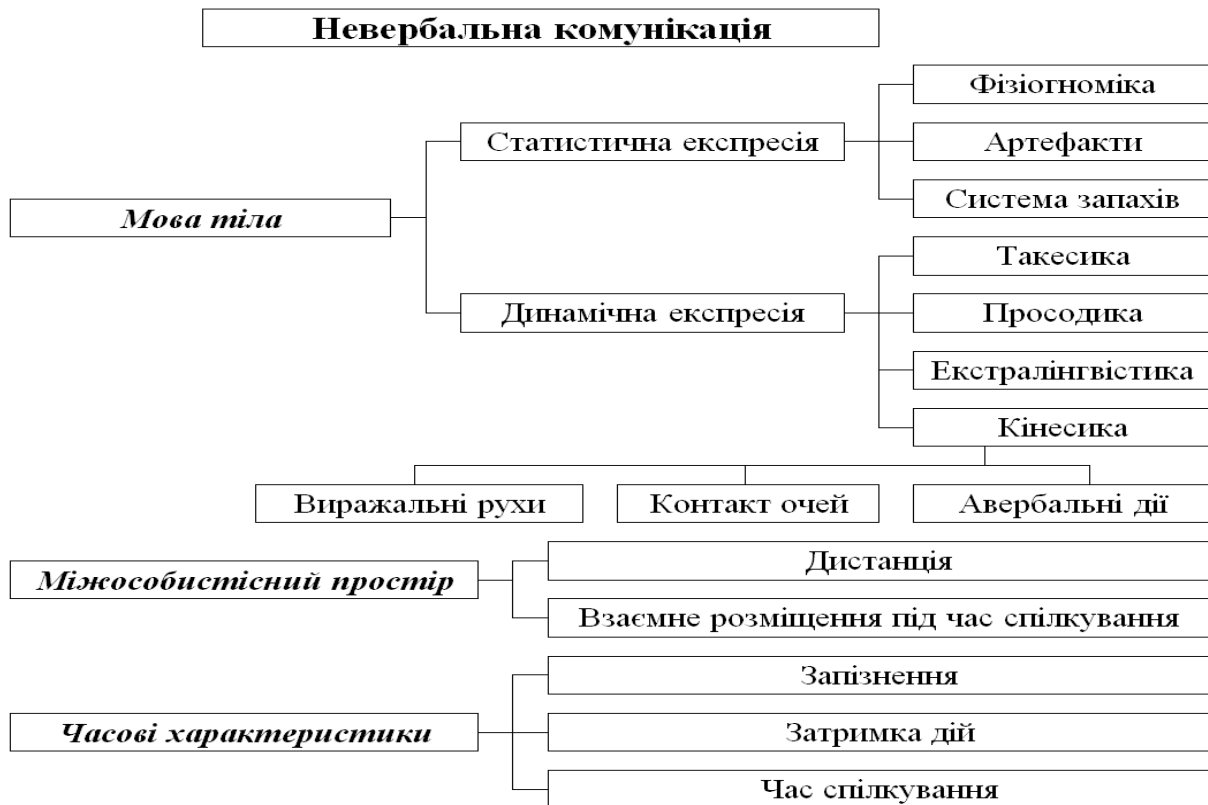 Невербальна комунікація
Фізіогноміка
Статистична експресія
Артефакти
Система запахів
Мова тіла
Такесика
Динамічна експресія
Просодика
Екстралінгвістика
Кінесика
Виражальні рухи
Контакт очей
Авербальні дії
Дистанція
Міжособистісний простір
Взаємне розміщення під час спілкування
Запізнення
Часові характеристики
Затримка дій
Час спілкування